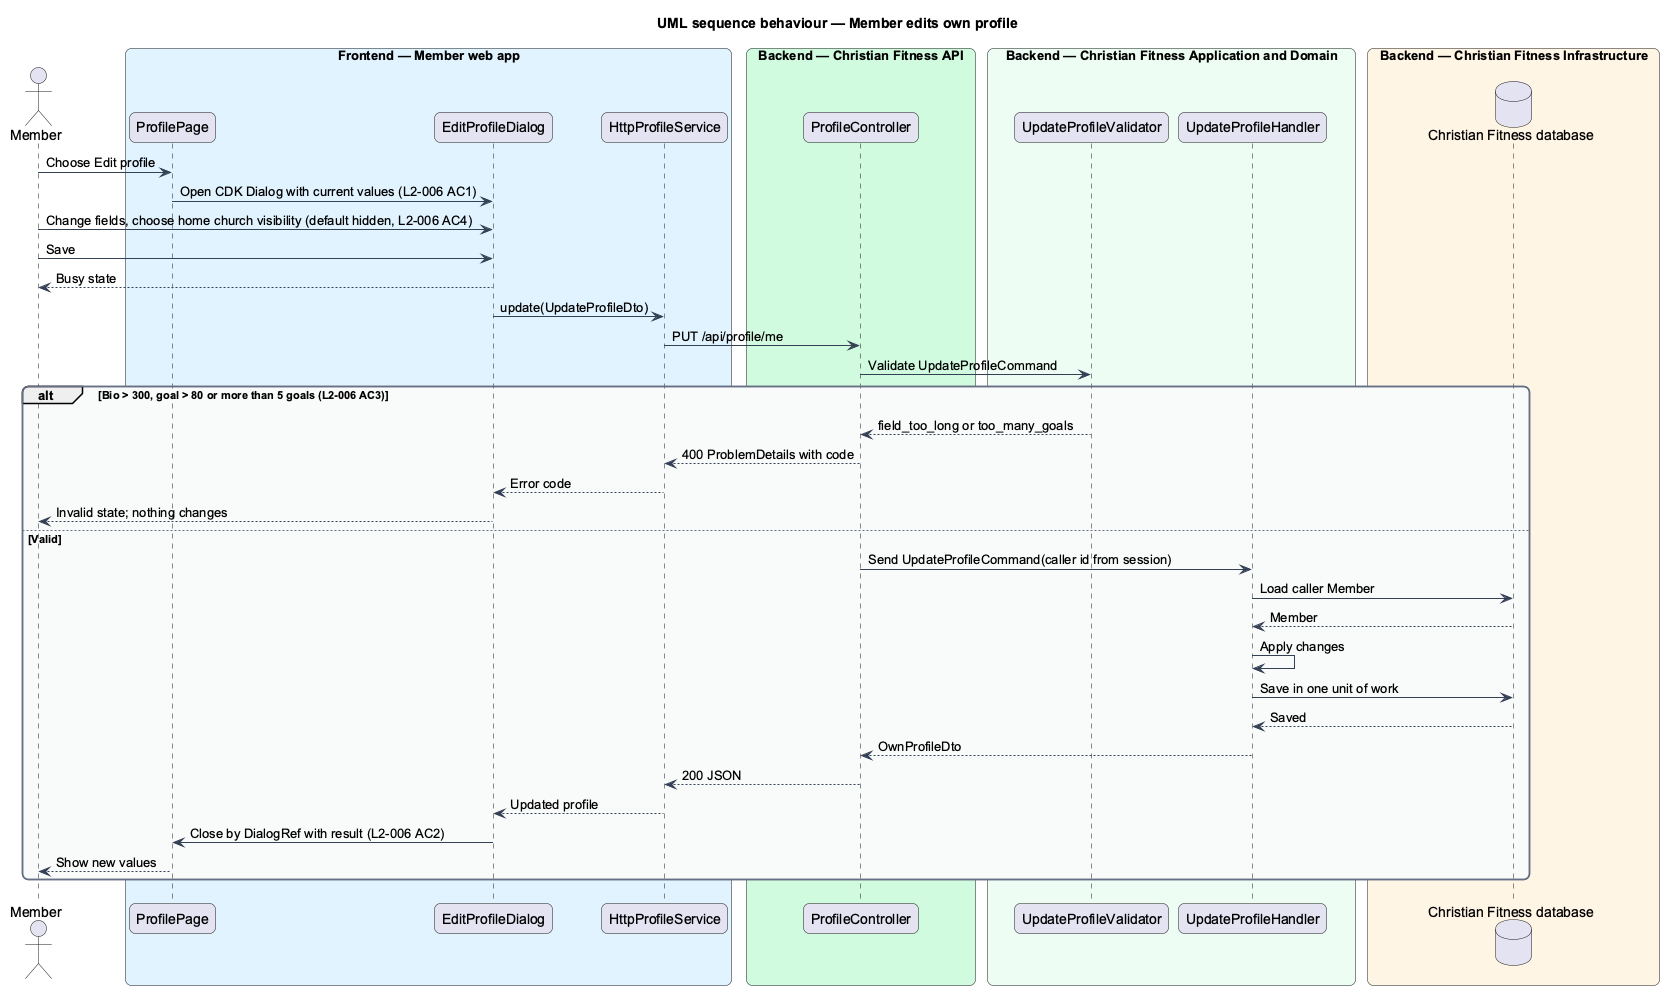 UML sequence behaviour — Member edits own profile
Frontend — Member web app
Backend — Christian Fitness API
Backend — Christian Fitness Application and Domain
Backend — Christian Fitness Infrastructure
Member
ProfilePage
EditProfileDialog
HttpProfileService
ProfileController
UpdateProfileValidator
UpdateProfileHandler
Christian Fitness database
Choose Edit profile
Open CDK Dialog with current values (L2-006 AC1)
Change fields, choose home church visibility (default hidden, L2-006 AC4)
Save
Busy state
update(UpdateProfileDto)
PUT /api/profile/me
Validate UpdateProfileCommand
alt
[Bio > 300, goal > 80 or more than 5 goals (L2-006 AC3)]
field_too_long or too_many_goals
400 ProblemDetails with code
Error code
Invalid state; nothing changes
[Valid]
Send UpdateProfileCommand(caller id from session)
Load caller Member
Member
Apply changes
Save in one unit of work
Saved
OwnProfileDto
200 JSON
Updated profile
Close by DialogRef with result (L2-006 AC2)
Show new values
Member
ProfilePage
EditProfileDialog
HttpProfileService
ProfileController
UpdateProfileValidator
UpdateProfileHandler
Christian Fitness database